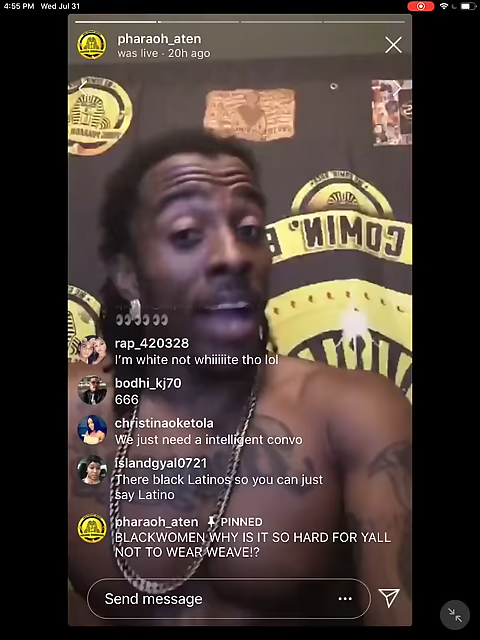 4:55 PM Wed Jul 31
pharaoh_aten
was live · 20h ago
COMIN'
👀👀👀
rap_420328
I'm white not whiiiiite tho lol
bodhi_kj70
666
christinaoketola
We just need a intelligent convo
islandgyal0721
There black Latinos so you can just
say Latino
pharaoh_aten PINNED
BLACKWOMEN WHY IS IT SO HARD FOR YALL
NOT TO WEAR WEAVE!?
Send message